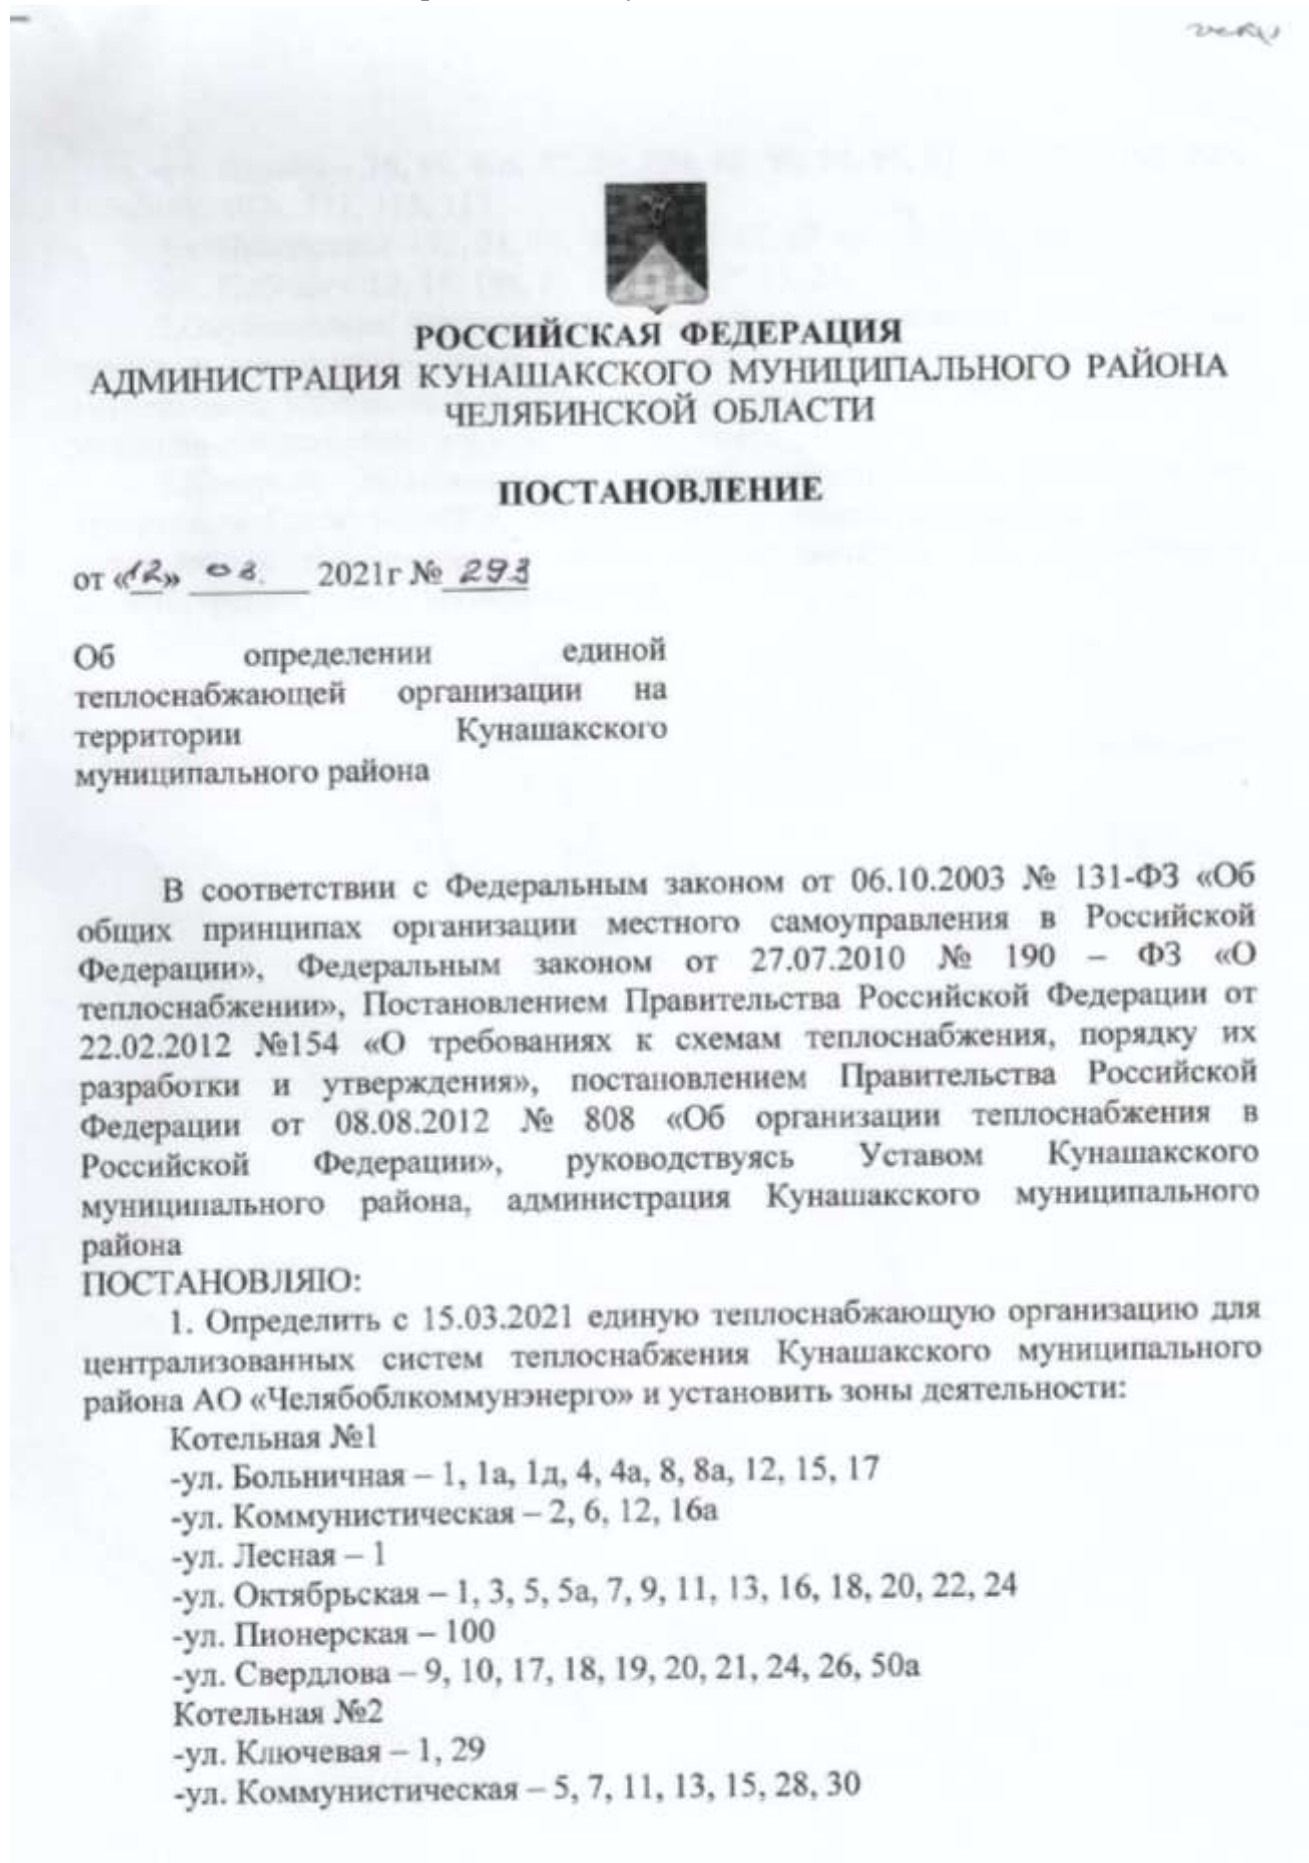 РОССИЙСКАЯ ФЕДЕРАЦИЯ
АДМИНИСТРАЦИЯ КУНАШАКСКОГО МУНИЦИПАЛЬНОГО РАЙОНА
ЧЕЛЯБИНСКОЙ ОБЛАСТИ
ПОСТАНОВЛЕНИЕ
от «12» 03. 2021г № 293
Об определении единой
теплоснабжающей организации на
территории Кунашакского
муниципального района
В соответствии с Федеральным законом от 06.10.2003 № 131-ФЗ «Об
общих принципах организации местного самоуправления в Российской
Федерации», Федеральным законом от 27.07.2010 № 190 – ФЗ «О
теплоснабжении», Постановлением Правительства Российской Федерации от
22.02.2012 №154 «О требованиях к схемам теплоснабжения, порядку их
разработки и утверждения», постановлением Правительства Российской
Федерации от 08.08.2012 № 808 «Об организации теплоснабжения в
Российской Федерации», руководствуясь Уставом Кунашакского
муниципального района, администрация Кунашакского муниципального
района
ПОСТАНОВЛЯЮ:
1. Определить с 15.03.2021 единую теплоснабжающую организацию для
централизованных систем теплоснабжения Кунашакского муниципального
района АО «Челябоблкоммунэнерго» и установить зоны деятельности:
Котельная №1
-ул. Больничная – 1, 1а, 1д, 4, 4а, 8, 8а, 12, 15, 17
-ул. Коммунистическая – 2, 6, 12, 16а
-ул. Лесная – 1
-ул. Октябрьская – 1, 3, 5, 5а, 7, 9, 11, 13, 16, 18, 20, 22, 24
-ул. Пионерская – 100
-ул. Свердлова – 9, 10, 17, 18, 19, 20, 21, 24, 26, 50а
Котельная №2
-ул. Ключевая – 1, 29
-ул. Коммунистическая – 5, 7, 11, 13, 15, 28, 30